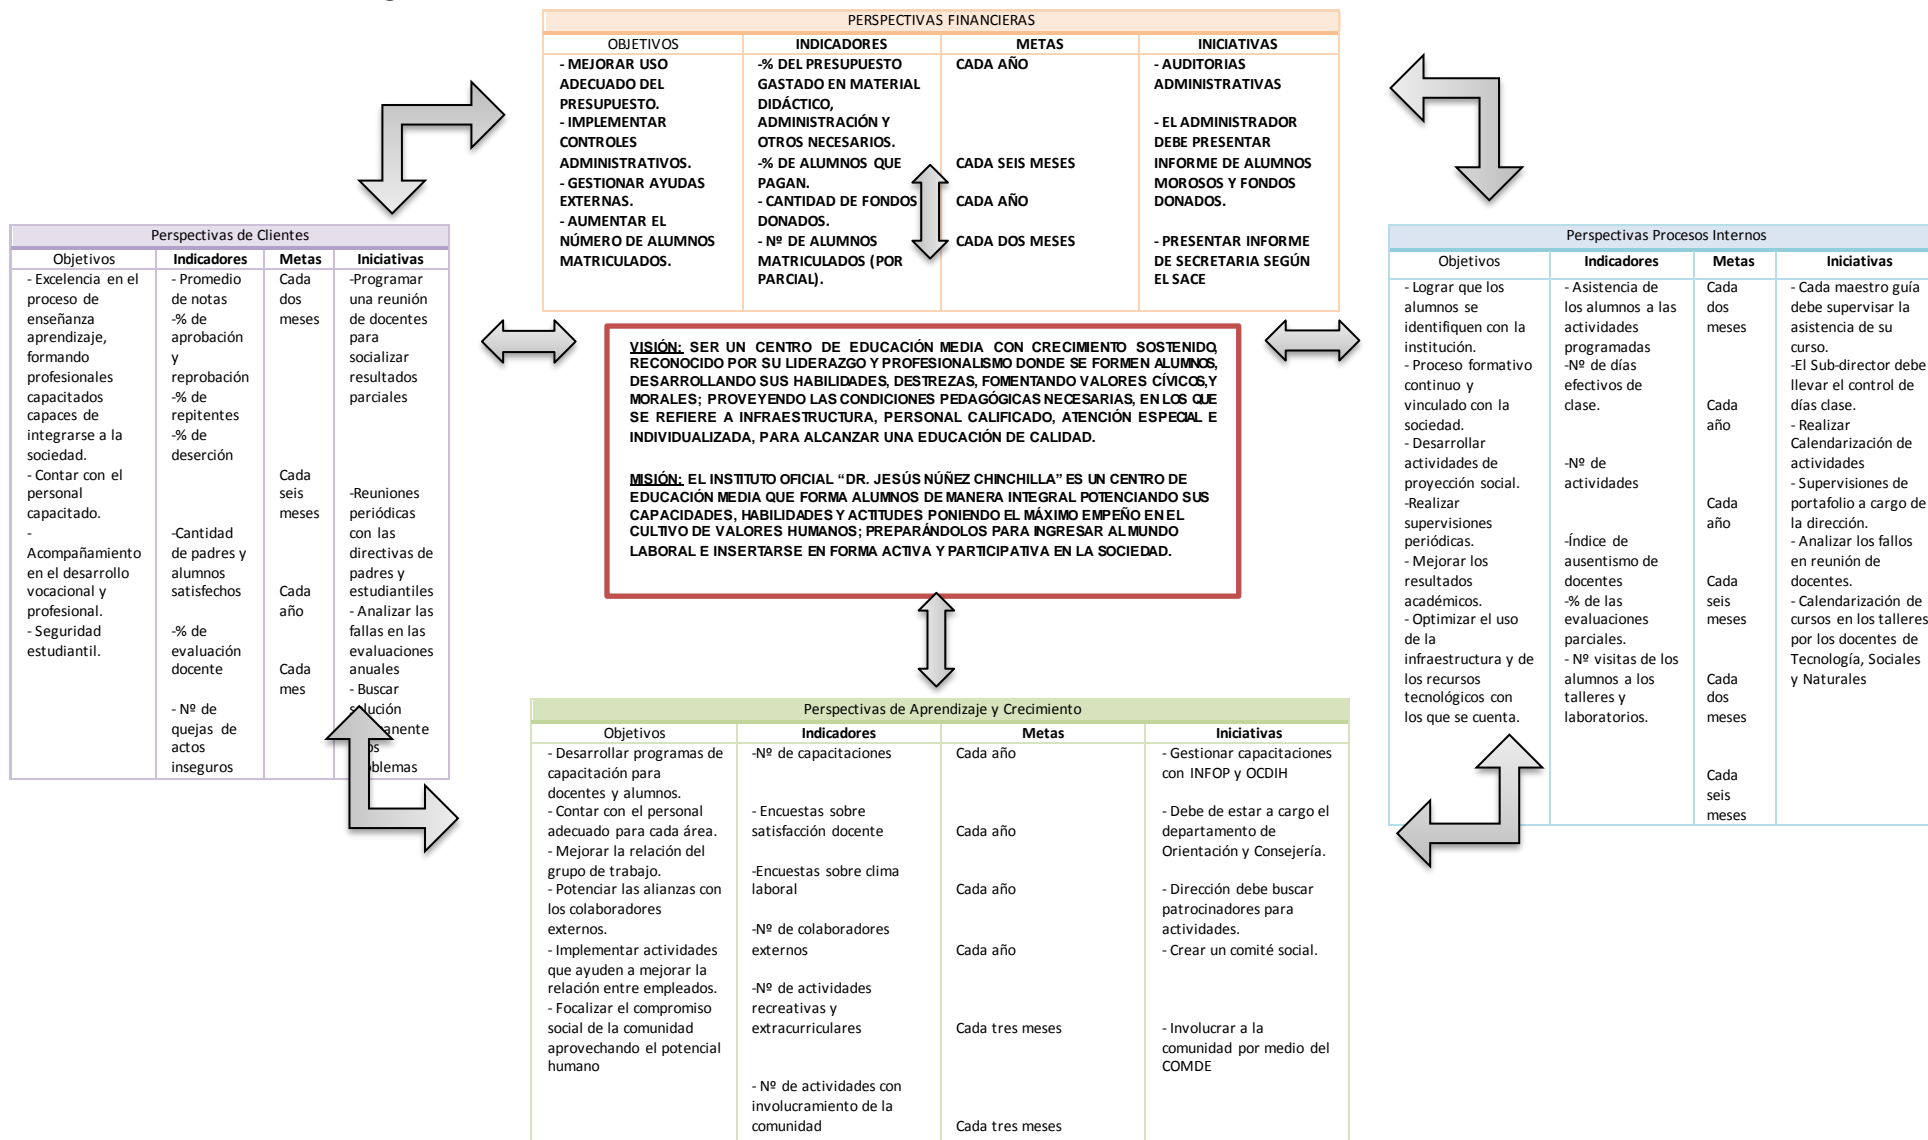 PERSPECTIVAS FINANCIERAS
OBJETIVOS
- MEJORAR USO
ADECUADO DEL
PRESUPUESTO.
- IMPLEMENTAR
CONTROLES
ADMINISTRATIVOS.
- GESTIONAR AYUDAS
EXTERNAS.
- AUMENTAR EL
NÚMERO DE ALUMNOS
MATRICULADOS.
INDICADORES
-% DEL PRESUPUESTO
GASTADO EN MATERIAL
DIDÁCTICO,
ADMINISTRACIÓN Y
OTROS NECESARIOS.
-% DE ALUMNOS QUE
PAGAN.
- CANTIDAD DE FONDOS
DONADOS.
- Nº DE ALUMNOS
MATRICULADOS (POR
PARCIAL).
METAS
CADA AÑO
CADA SEIS MESES
CADA AÑO
CADA DOS MESES
INICIATIVAS
- AUDITORIAS
ADMINISTRATIVAS
- EL ADMINISTRADOR
DEBE PRESENTAR
INFORME DE ALUMNOS
MOROSOS Y FONDOS
DONADOS.
- PRESENTAR INFORME
DE SECRETARIA SEGÚN
EL SACE
Perspectivas de Clientes
Objetivos
- Excelencia en el
proceso de
enseñanza
aprendizaje,
formando
profesionales
capacitados
capaces de
integrarse a la
sociedad.
- Contar con el
personal
capacitado.
-
Acompañamiento
en el desarrollo
vocacional y
profesional.
- Seguridad
estudiantil.
Indicadores
- Promedio
de notas
-% de
aprobación
y
reprobación
-% de
repitentes
-% de
deserción
-Cantidad
de padres y
alumnos
satisfechos
-% de
evaluación
docente
- Nº de
quejas de
actos
inseguros
Metas
Cada
dos
meses
Cada
seis
meses
Cada
año
Cada
mes
Iniciativas
-Programar
una reunión
de docentes
para
socializar
resultados
parciales
-Reuniones
periódicas
con las
directivas de
padres y
estudiantiles
- Analizar las
fallas en las
evaluaciones
anuales
- Buscar
solución
VISIÓN: SER UN CENTRO DE EDUCACIÓN MEDIA CON CRECIMIENTO SOSTENIDO,
RECONOCIDO POR SU LIDERAZGO Y PROFESIONALISMO DONDE SE FORMEN ALUMNOS,
DESARROLLANDO SUS HABILIDADES, DESTREZAS, FOMENTANDO VALORES CÍVICOS,Y
MORALES; PROVEYENDO LAS CONDICIONES PEDAGÓGICAS NECESARIAS, EN LOS QUE
SE REFIERE A INFRAESTRUCTURA, PERSONAL CALIFICADO, ATENCIÓN ESPECIAL E
INDIVIDUALIZADA, PARA ALCANZAR UNA EDUCACIÓN DE CALIDAD.
MISIÓN: EL INSTITUTO OFICIAL “DR. JESÚS NÚÑEZ CHINCHILLA” ES UN CENTRO DE
EDUCACIÓN MEDIA QUE FORMA ALUMNOS DE MANERA INTEGRAL POTENCIANDO SUS
CAPACIDADES, HABILIDADES Y ACTITUDES PONIENDO EL MÁXIMO EMPEÑO EN EL
CULTIVO DE VALORES HUMANOS; PREPARÁNDOLOS PARA INGRESAR AL MUNDO
LABORAL E INSERTARSE EN FORMA ACTIVA Y PARTICIPATIVA EN LA SOCIEDAD.
Perspectivas Procesos Internos
Objetivos
- Lograr que los
alumnos se
identifiquen con la
institución.
- Proceso formativo
continuo y
vinculado con la
sociedad.
- Desarrollar
actividades de
proyección social.
-Realizar
supervisiones
periódicas.
- Mejorar los
resultados
académicos.
- Optimizar el uso
de la
infraestructura y de
los recursos
tecnológicos con
los que se cuenta.
Indicadores
- Asistencia de
los alumnos a las
actividades
programadas
-Nº de días
efectivos de
clase.
-Nº de
actividades
-Índice de
ausentismo de
docentes
-% de las
evaluaciones
parciales.
- Nº visitas de los
alumnos a los
talleres y
laboratorios.
Metas
Cada
dos
meses
Cada
año
Cada
año
Cada
seis
meses
Cada
dos
meses
Cada
seis
meses
Iniciativas
- Cada maestro guía
debe supervisar la
asistencia de su
curso.
-El Sub-director debe
llevar el control de
días clase.
- Realizar
Calendarización de
actividades
- Supervisiones de
portafolio a cargo de
la dirección.
- Analizar los fallos
en reunión de
docentes.
- Calendarización de
cursos en los talleres
por los docentes de
Tecnología, Sociales
y Naturales
Perspectivas de Aprendizaje y Crecimiento
Objetivos
- Desarrollar programas de
capacitación para
docentes y alumnos.
- Contar con el personal
adecuado para cada área.
- Mejorar la relación del
grupo de trabajo.
- Potenciar las alianzas con
los colaboradores
externos.
- Implementar actividades
que ayuden a mejorar la
relación entre empleados.
- Focalizar el compromiso
social de la comunidad
aprovechando el potencial
humano
Indicadores
-Nº de capacitaciones
- Encuestas sobre
satisfacción docente
-Encuestas sobre clima
laboral
-Nº de colaboradores
externos
-Nº de actividades
recreativas y
extracurriculares
- Nº de actividades con
involucramiento de la
comunidad
Metas
Cada año
Cada año
Cada año
Cada año
Cada tres meses
Cada tres meses
Iniciativas
- Gestionar capacitaciones
con INFOP y OCDIH
- Debe de estar a cargo el
departamento de
Orientación y Consejería.
- Dirección debe buscar
patrocinadores para
actividades.
- Crear un comité social.
- Involucrar a la
comunidad por medio del
COMDE